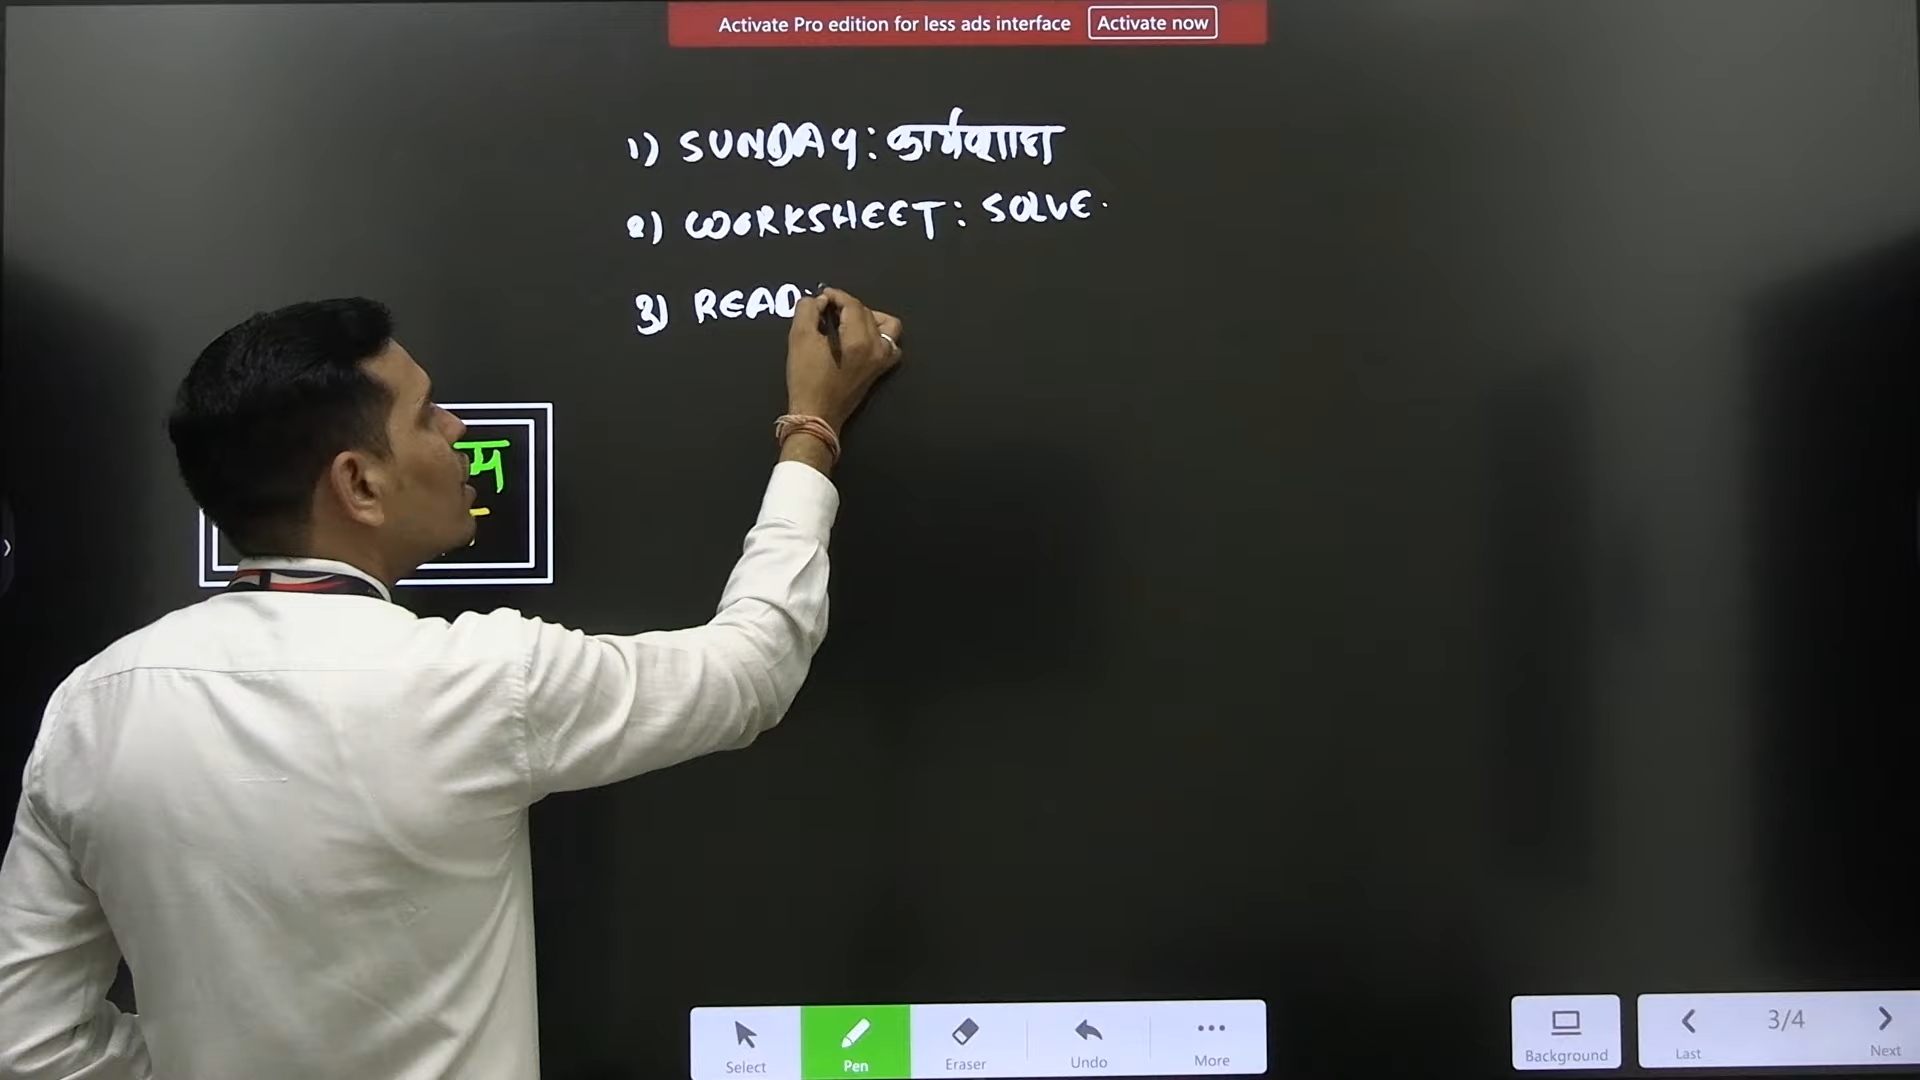 Activate Pro edition for less ads interface Activate now
1) SUNDAY: कार्यशाळा
2) WORKSHEET: SOLVE.
3) READ
Select Pen Eraser Undo More
Background
Last 3/4 Next